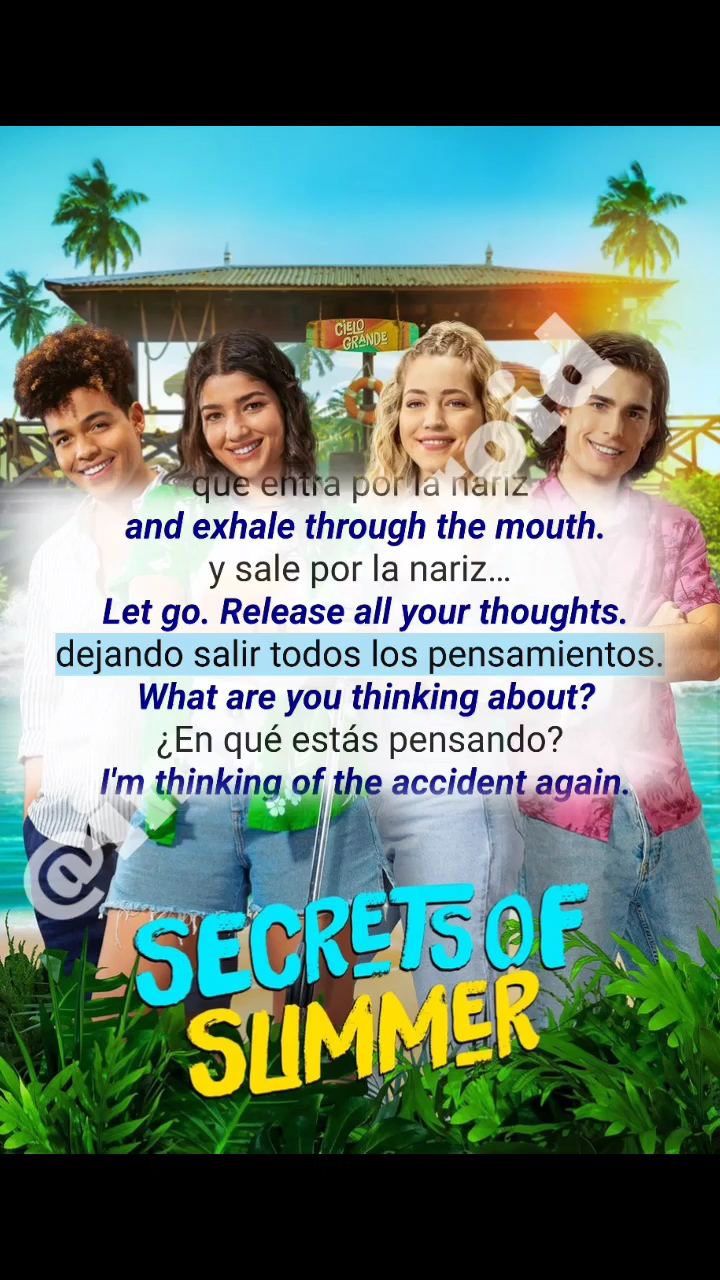 CIELO
GRANDE
que entra por la nariz
and exhale through the mouth.
y sale por la nariz...
Let go. Release all your thoughts.
dejando salir todos los pensamientos.
What are you thinking about?
¿En qué estás pensando?
I'm thinking of the accident again.
SECRETS OF
SUMMER